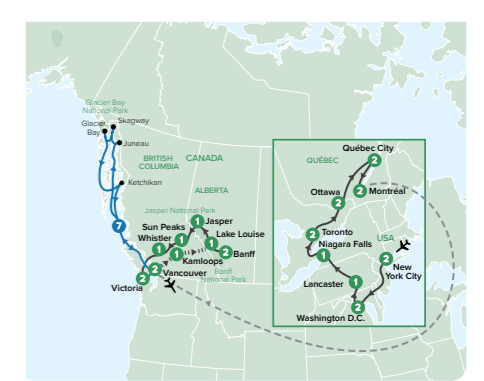 Glacier Bay
National Park
Glacier
Bay
Skagway
Juneau
BRITISH
COLUMBIA
CANADA
Ketchikan
ALBERTA
Jasper National Park
7
Sun Peaks
Whistler
1
1
1
Jasper
Lake Louise
1
2
Banff
1
Kamloops
Banff
National Park
2
Vancouver
2
Victoria
QUÉBEC
Québec City
2
2
Montréal
Ottawa
2
2
Toronto
Niagara Falls
1
USA
2
New
York City
Lancaster
1
2
Washington D.C.